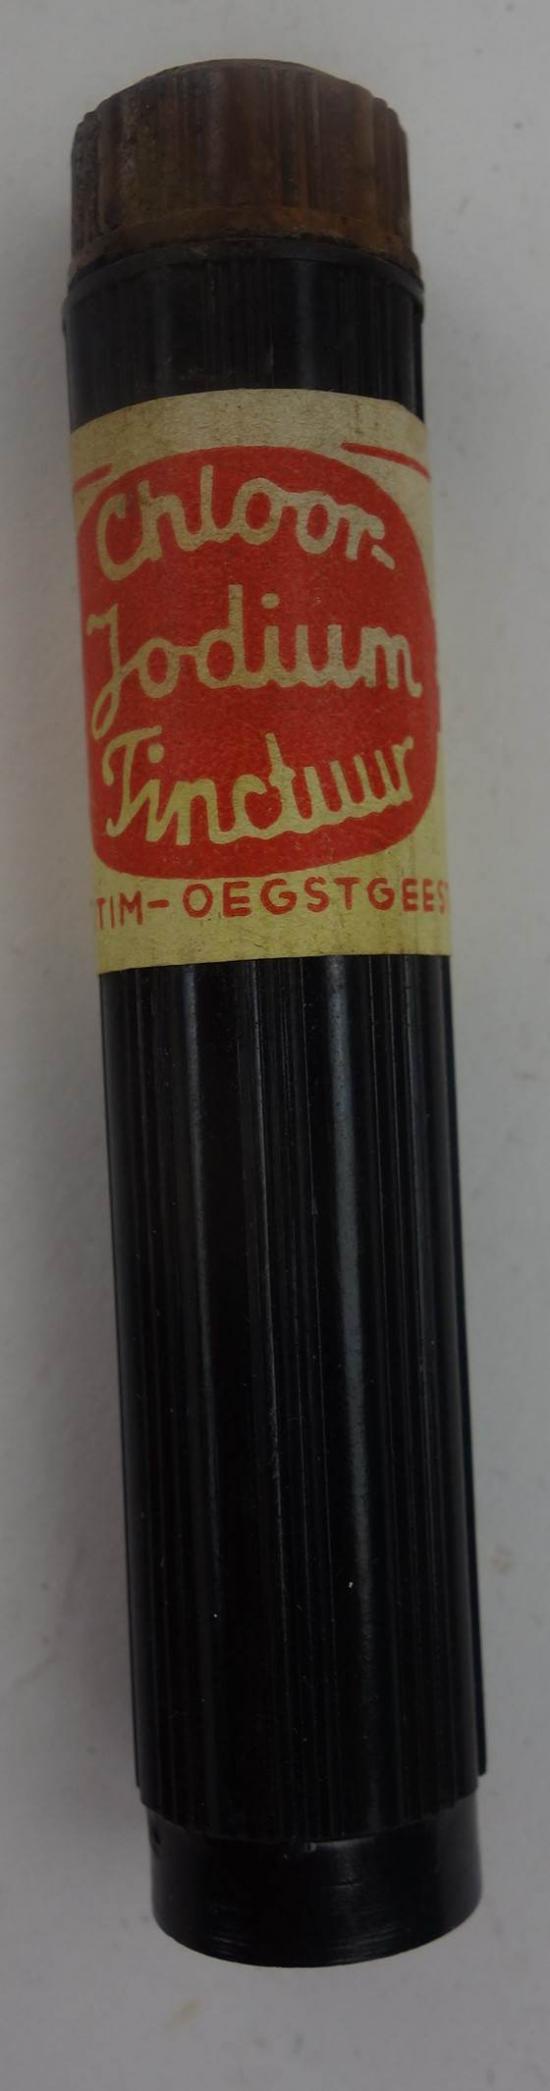 Chloor-
Jodium
Tinctuur
TIM-OEGSTGEEST